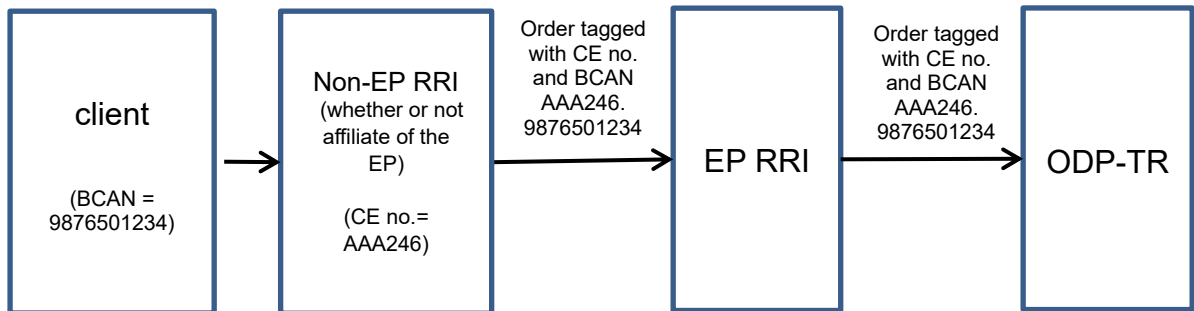 client
(BCAN =
9876501234)
Non-EP RRI
(whether or not
affiliate of the
EP)
(CE no.=
AAA246)
Order tagged
with CE no.
and BCAN
AAA246.
9876501234
EP RRI
Order tagged
with CE no.
and BCAN
AAA246.
9876501234
ODP-TR